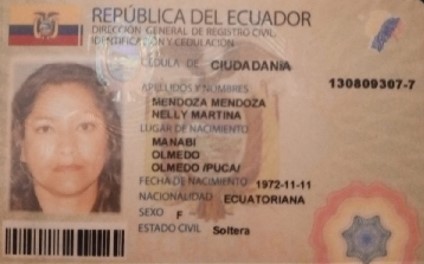 REPÚBLICA DEL ECUADOR
DIRECCIÓN GENERAL DE REGISTRO CIVIL,
IDENTIFICACIÓN Y CEDULACIÓN
CÉDULA DE CIUDADANÍA
130809307-7
APELLIDOS Y NOMBRES
MENDOZA MENDOZA
NELLY MARTINA
LUGAR DE NACIMIENTO
MANABI
OLMEDO
OLMEDO /PUCA/
FECHA DE NACIMIENTO 1972-11-11
NACIONALIDAD ECUATORIANA
SEXO F
ESTADO CIVIL Soltera